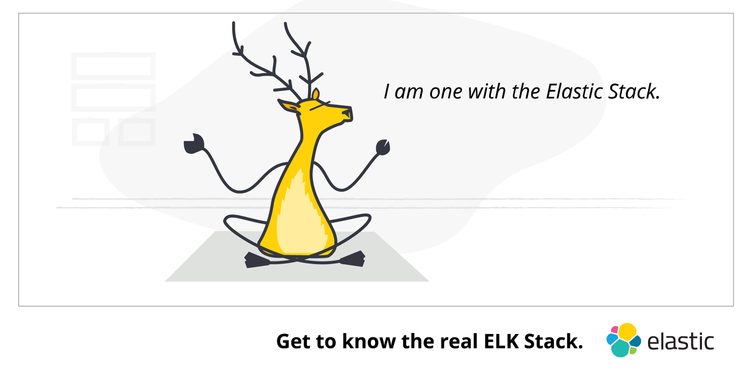 I am one with the Elastic Stack.
Get to know the real ELK Stack.
elastic